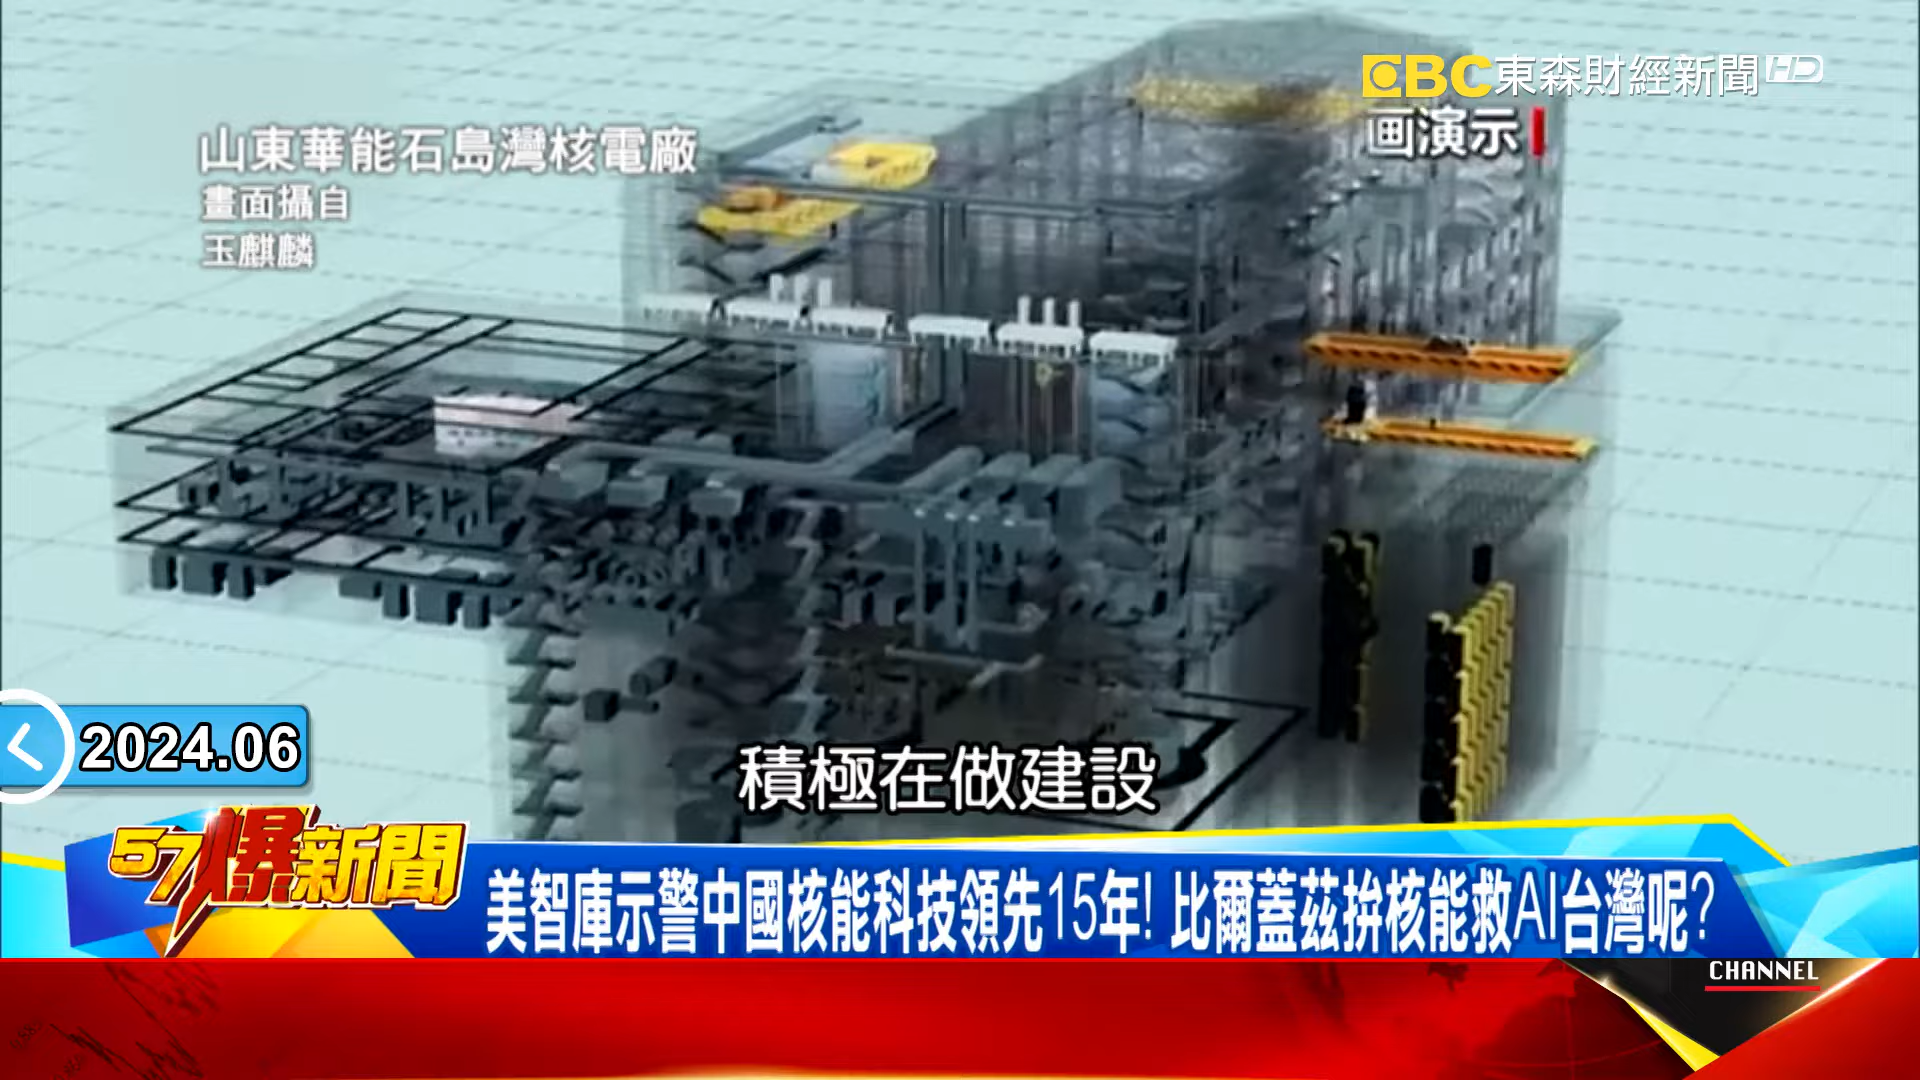 EBC東森財經新聞HD
画演示
山東華能石島灣核電廠
畫面攝自
玉麒麟
2024.06
積極在做建設
57爆新聞
美智庫示警中國核能科技領先15年! 比爾蓋茲拚核能救AI台灣呢?
CHANNEL